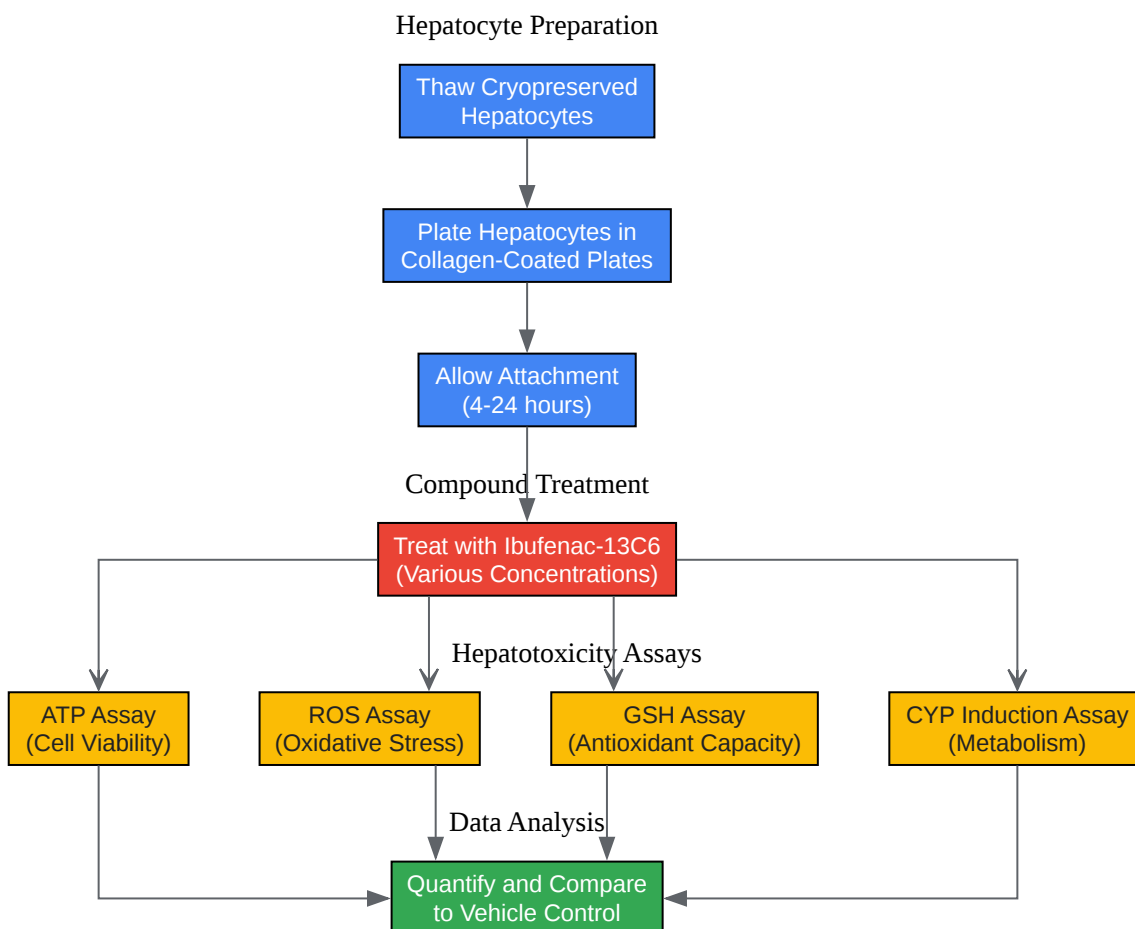 Hepatocyte Preparation
Thaw Cryopreserved
Hepatocytes
Plate Hepatocytes in
Collagen-Coated Plates
Allow Attachment
(4-24 hours)
Compound Treatment
Treat with Ibufenac-13C6
(Various Concentrations)
Hepatotoxicity Assays
ATP Assay
(Cell Viability)
ROS Assay
(Oxidative Stress)
GSH Assay
(Antioxidant Capacity)
CYP Induction Assay
(Metabolism)
Data Analysis
Quantify and Compare
to Vehicle Control